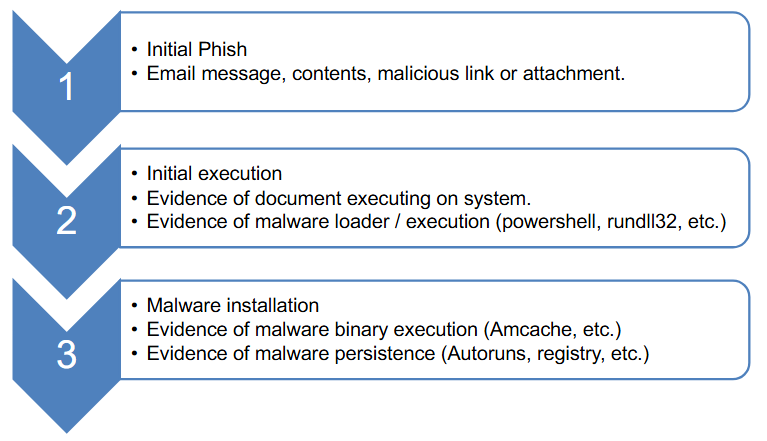 1
• Initial Phish
• Email message, contents, malicious link or attachment.
2
• Initial execution
• Evidence of document executing on system.
• Evidence of malware loader / execution (powershell, rundll32, etc.)
3
• Malware installation
• Evidence of malware binary execution (Amcache, etc.)
• Evidence of malware persistence (Autoruns, registry, etc.)